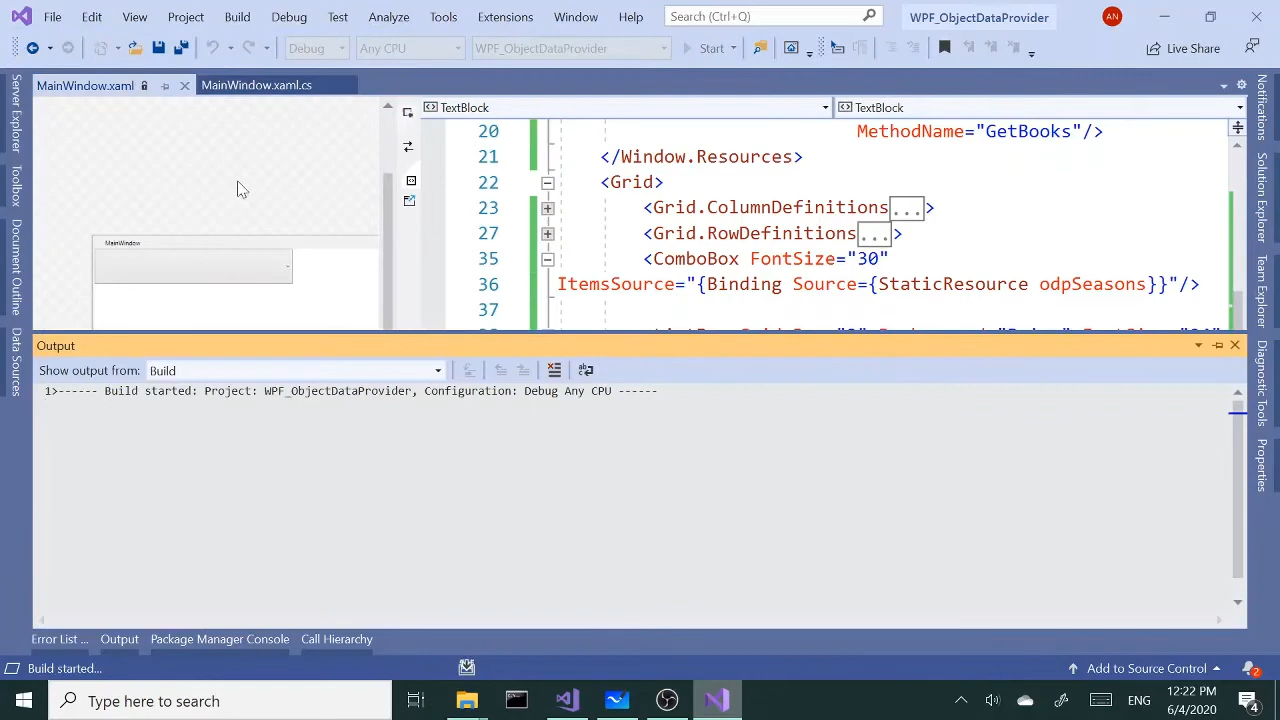 File Edit View Project Build Debug Test Analyze Tools Extensions Window Help Search (Ctrl+Q) WPF_ObjectDataProvider AN
Debug Any CPU WPF_ObjectDataProvider Start Live Share
MainWindow.xaml MainWindow.xaml.cs
Server Explorer
Toolbox
Document Outline
Data Sources
TextBlock TextBlock
20 MethodName="GetBooks"/>
21 </Window.Resources>
22 <Grid>
23 <Grid.ColumnDefinitions...>
27 <Grid.RowDefinitions...>
35 <ComboBox FontSize="30"
36 ItemsSource="{Binding Source={StaticResource odpSeasons}}"/>
37
MainWindow
Notifications
Solution Explorer
Team Explorer
Diagnostic Tools
Properties
Output
Show output from: Build
1>------ Build started: Project: WPF_ObjectDataProvider, Configuration: Debug Any CPU ------
Error List ... Output Package Manager Console Call Hierarchy
Build started... Add to Source Control 2
Type here to search ENG 12:22 PM
6/4/2020 4